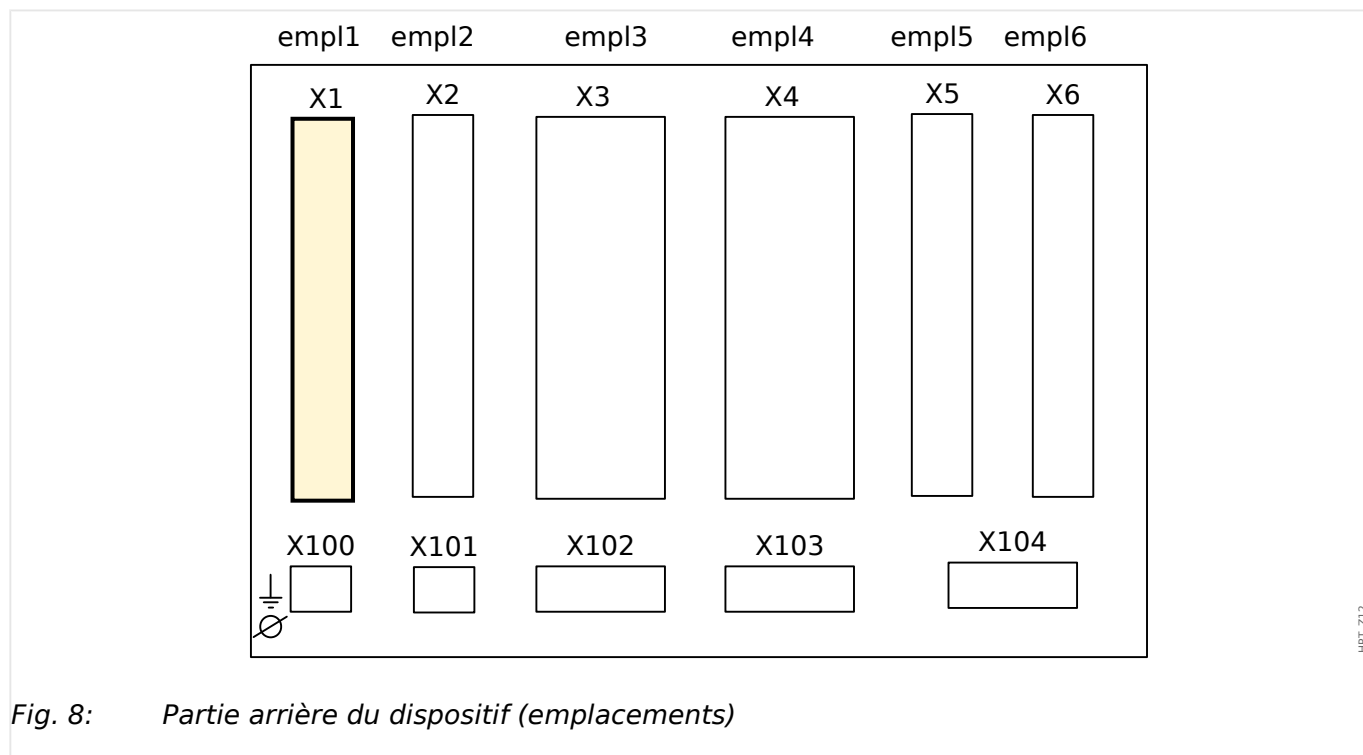 empl1 empl2 empl3 empl4 empl5 empl6
X1 X2 X3 X4 X5 X6
X100 X101 X102 X103 X104
Fig. 8: Partie arrière du dispositif (emplacements)